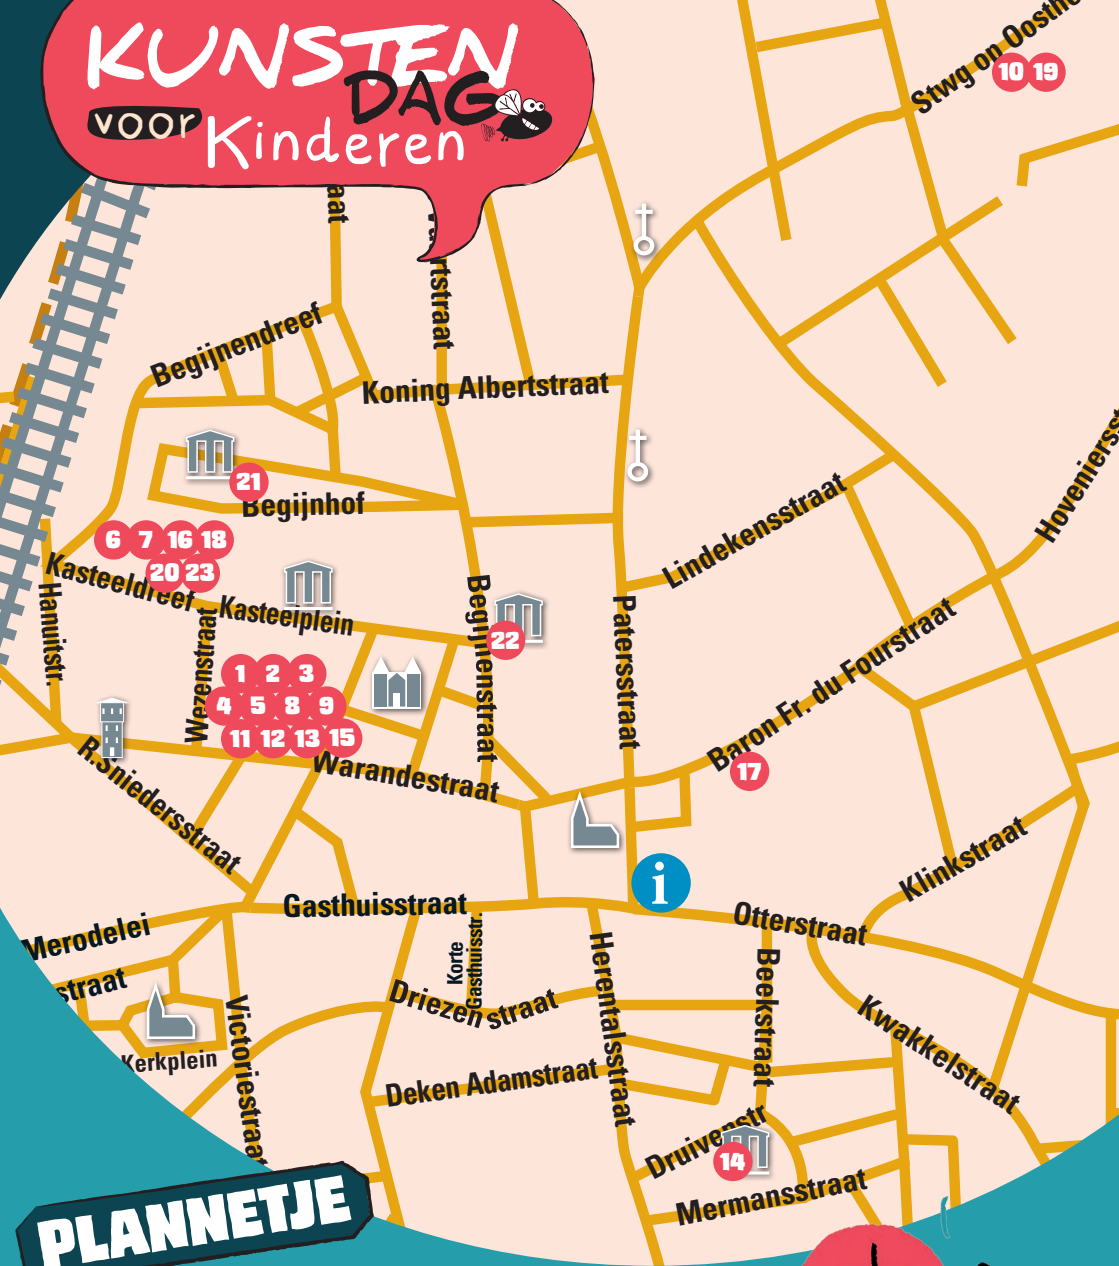 KUNSTEN
DAG
voor
Kinderen
Stwg on
10 19
aat
rtstraat
Begijnendreef
Koning Albertstraat
21
Begijnhof
6 7 16 18
20 23
Kasteeldreef
Kasteelplein
Hanuitstr.
Wezenstraat
Begijnenstraat
22
Patersstraat
Lindekensstraat
Baron Fr. du Fourstraat
17
1 2 3
4 5 8 9
11 12 13 15
Warandestraat
R.Sniedersstraat
i
Gasthuisstraat
Otterstraat
Klinkstraat
Merodelei
straat
Korte
Gasthuisstr.
Driezenstraat
Herentalsstraat
Beekstraat
Kwakkelstraat
Kerkplein
Victoriestraat
Deken Adamstraat
Druivenstr
14
Mermansstraat
PLANNETJE